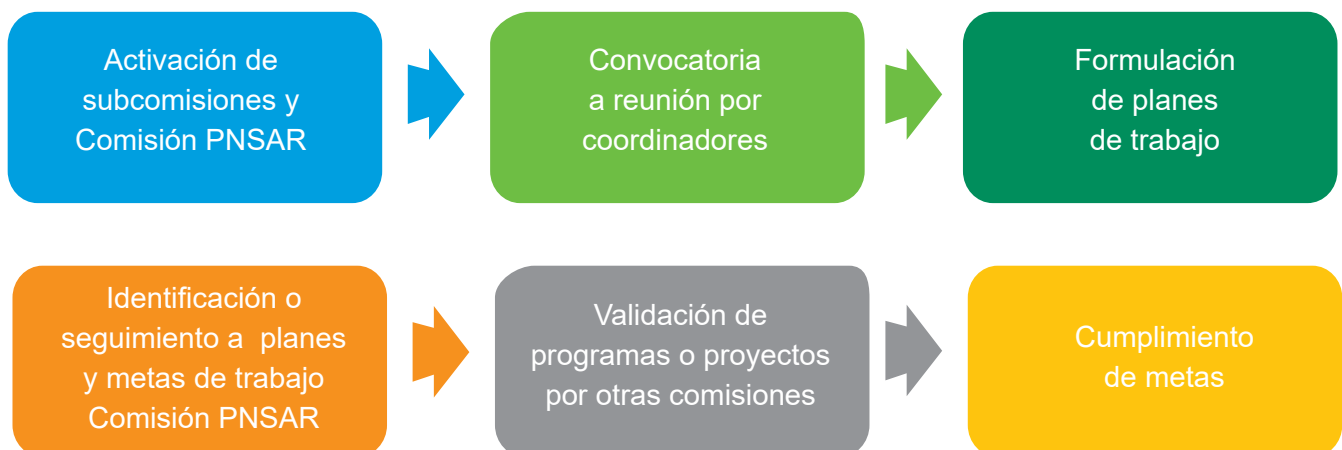 Activación de
subcomisiones y
Comisión PNSAR
Convocatoria
a reunión por
coordinadores
Formulación
de planes
de trabajo
Identificación o
seguimiento a  planes
y metas de trabajo
Comisión PNSAR
Validación de
programas o proyectos
por otras comisiones
Cumplimiento
de metas